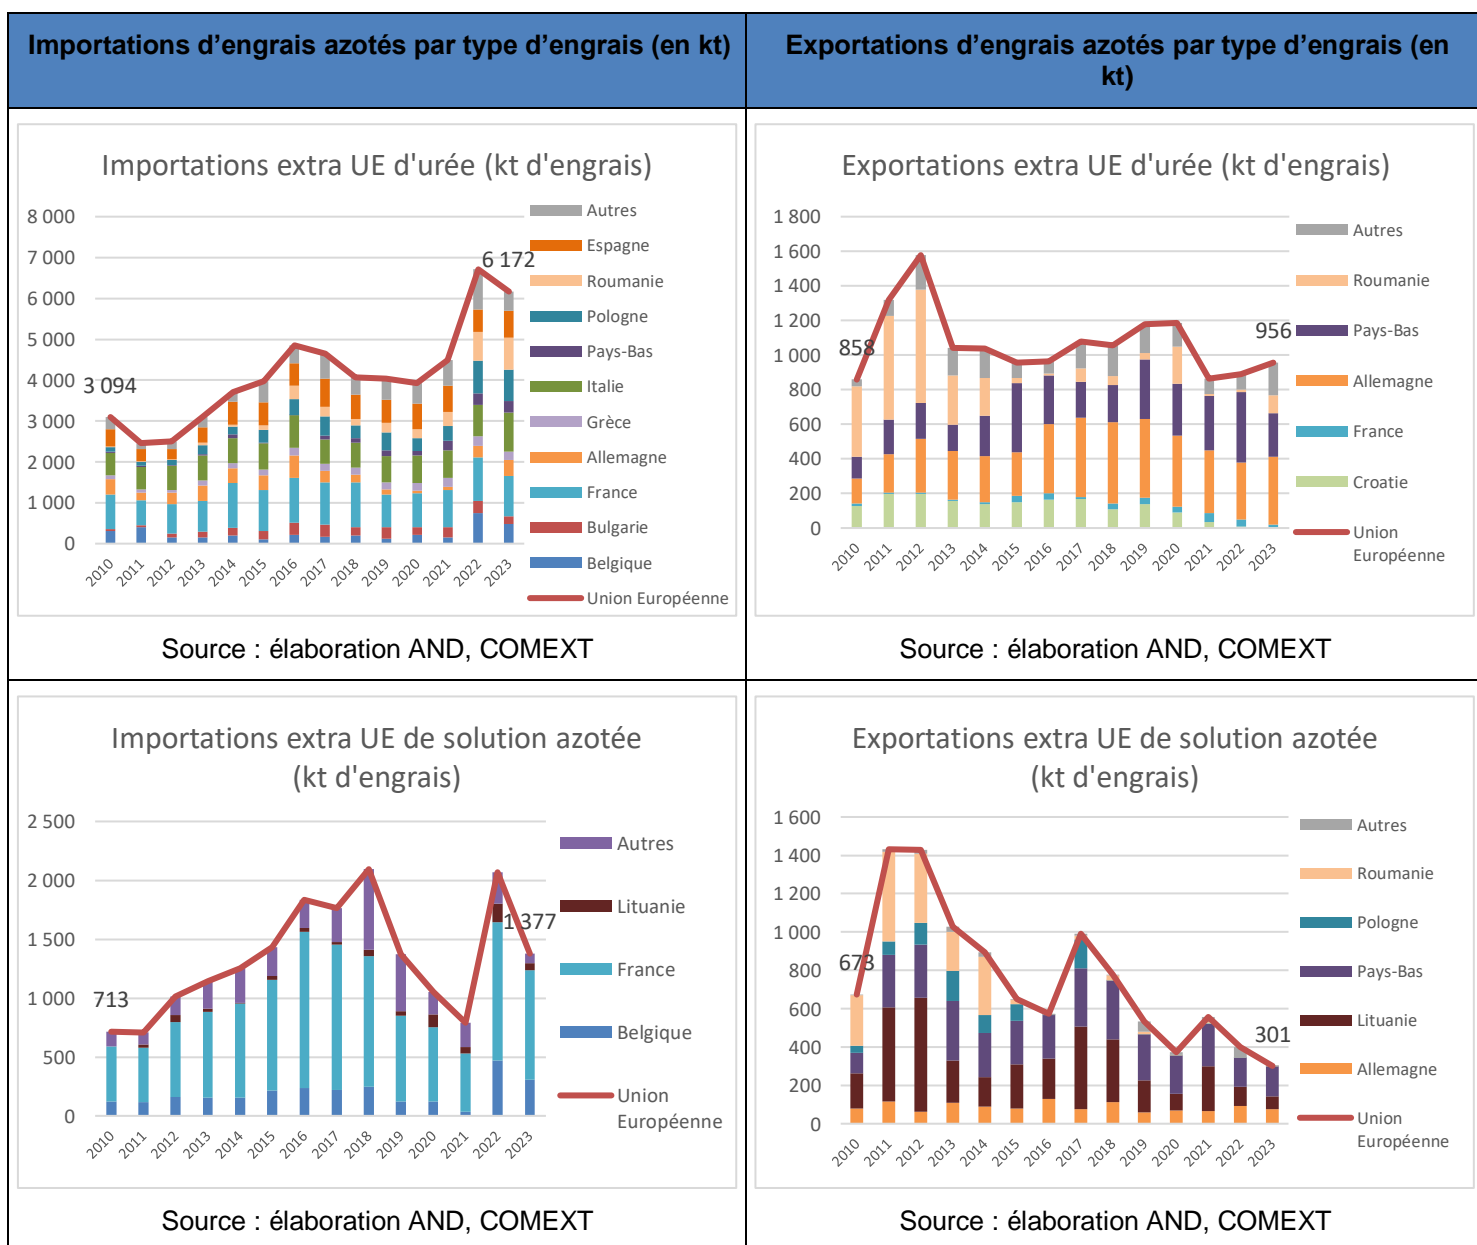 Importations d'engrais azotés par type d'engrais (en kt)
Exportations d'engrais azotés par type d'engrais (en
kt)
Importations extra UE d'urée (kt d'engrais)
8 000
7 000
6 000
5 000
4 000
3 000
2 000
1 000
0
3 094
6 172
2010
2011
2012
2013
2014
2015
2016
2017
2018
2019
2020
2021
2022
2023
Autres
Espagne
Roumanie
Pologne
Pays-Bas
Italie
Grèce
Allemagne
France
Bulgarie
Belgique
Union Européenne
Source : élaboration AND, COMEXT
Exportations extra UE d'urée (kt d'engrais)
1 800
1 600
1 400
1 200
1 000
800
600
400
200
0
858
956
2010
2011
2012
2013
2014
2015
2016
2017
2018
2019
2020
2021
2022
2023
Autres
Roumanie
Pays-Bas
Allemagne
France
Croatie
Union
Européenne
Source : élaboration AND, COMEXT
Importations extra UE de solution azotée
(kt d'engrais)
2 500
2 000
1 500
1 000
500
0
713
1 377
2010
2011
2012
2013
2014
2015
2016
2017
2018
2019
2020
2021
2022
2023
Autres
Lituanie
France
Belgique
Union
Européenne
Source : élaboration AND, COMEXT
Exportations extra UE de solution azotée
(kt d'engrais)
1 600
1 400
1 200
1 000
800
600
400
200
0
673
301
2010
2011
2012
2013
2014
2015
2016
2017
2018
2019
2020
2021
2022
2023
Autres
Roumanie
Pologne
Pays-Bas
Lituanie
Allemagne
Union
Européenne
Source : élaboration AND, COMEXT